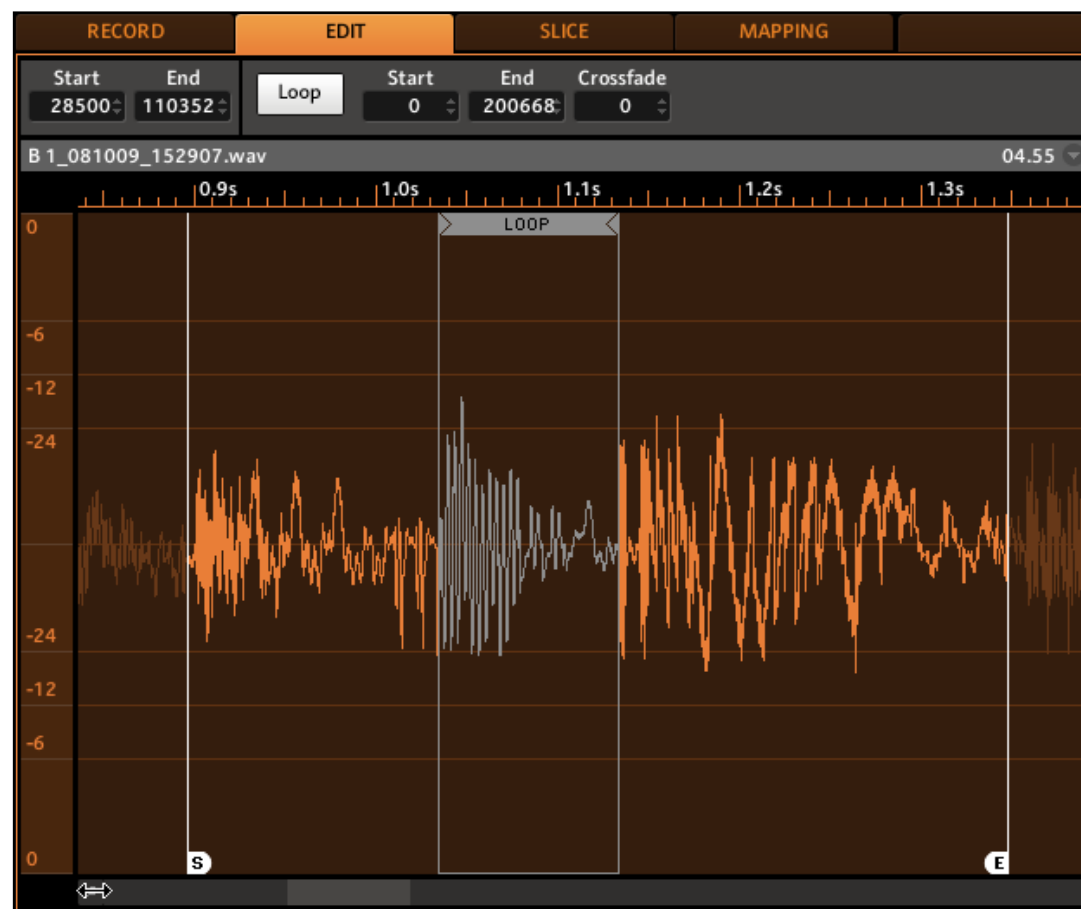 RECORD EDIT SLICE MAPPING
Start End Loop Start End Crossfade
28500 110352 0 200668 0
B 1_081009_152907.wav 04.55
0.9s 1.0s 1.1s 1.2s 1.3s
0 LOOP
-6
-12
-24
-24
-12
-6
0 S E